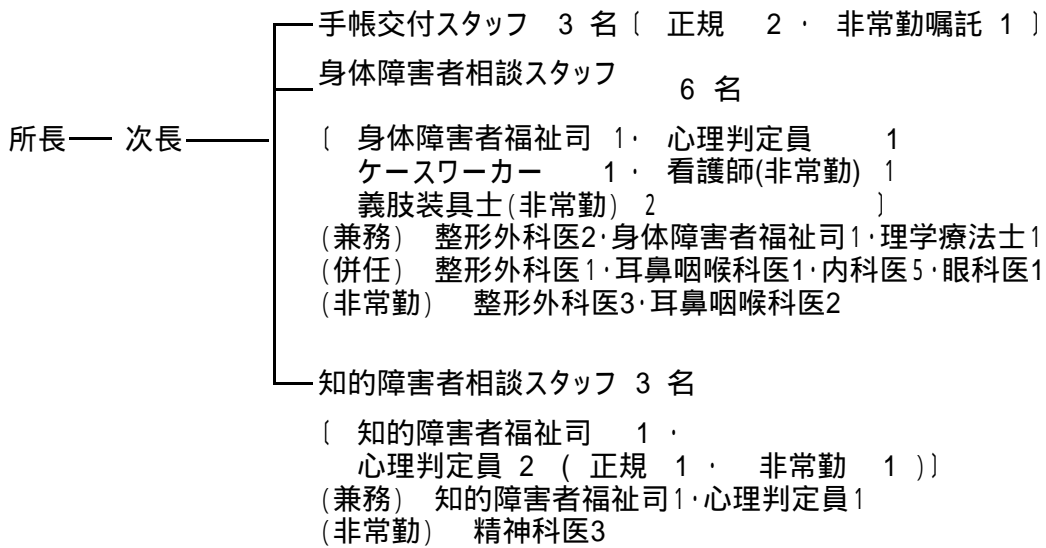 手帳交付スタッフ 3 名〔 正規 2 ・ 非常勤嘱託 1 〕
身体障害者相談スタッフ 6 名
所長 次長
〔 身体障害者福祉司 1・ 心理判定員 1
ケースワーカー 1 ・ 看護師(非常勤) 1
義肢装具士(非常勤) 2 〕
(兼務) 整形外科医2・身体障害者福祉司1・理学療法士1
(併任) 整形外科医1・耳鼻咽喉科医1・内科医5・眼科医1
(非常勤) 整形外科医3・耳鼻咽喉科医2
知的障害者相談スタッフ 3 名
〔 知的障害者福祉司 1 ・
心理判定員 2 ( 正規 1 ・ 非常勤 1 )〕
(兼務) 知的障害者福祉司1・心理判定員1
(非常勤) 精神科医3